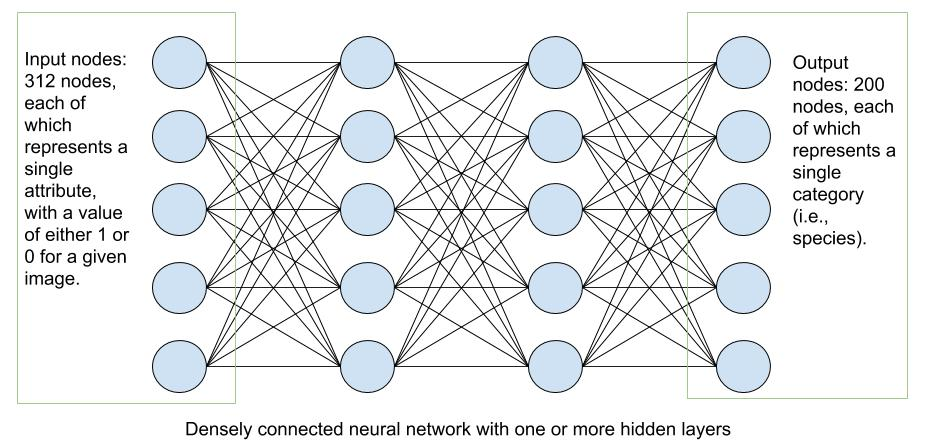 Input nodes:
312 nodes,
each of
which
represents a
single
attribute,
with a value
of either 1 or
0 for a given
image.
Output
nodes: 200
nodes, each
of which
represents a
single
category
(i.e.,
species).
Densely connected neural network with one or more hidden layers